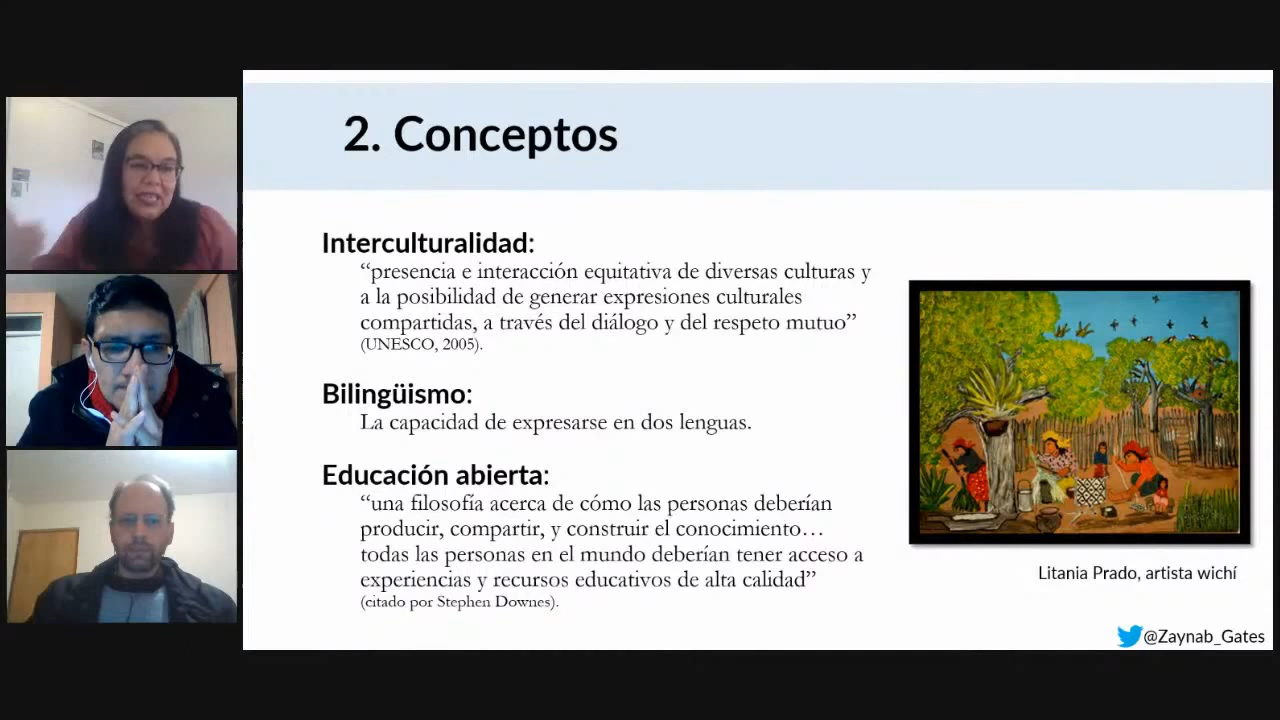 2. Conceptos
Interculturalidad:
“presencia e interacción equitativa de diversas culturas y
a la posibilidad de generar expresiones culturales
compartidas, a través del diálogo y del respeto mutuo”
(UNESCO, 2005).
Bilingüismo:
La capacidad de expresarse en dos lenguas.
Educación abierta:
“una filosofía acerca de cómo las personas deberían
producir, compartir, y construir el conocimiento…
todas las personas en el mundo deberían tener acceso a
experiencias y recursos educativos de alta calidad”
(citado por Stephen Downes).
Litania Prado, artista wichí
@Zaynab_Gates